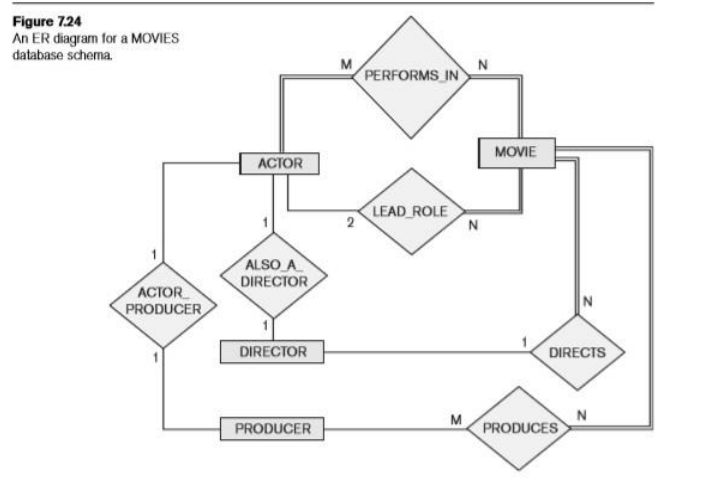 Figure 7.24
An ER diagram for a MOVIES
database schema.
M
PERFORMS_IN
N
ACTOR
MOVIE
2
LEAD_ROLE
N
1
ALSO_A_
DIRECTOR
1
1
ACTOR_
PRODUCER
1
DIRECTOR
1
DIRECTS
N
PRODUCER
M
PRODUCES
N